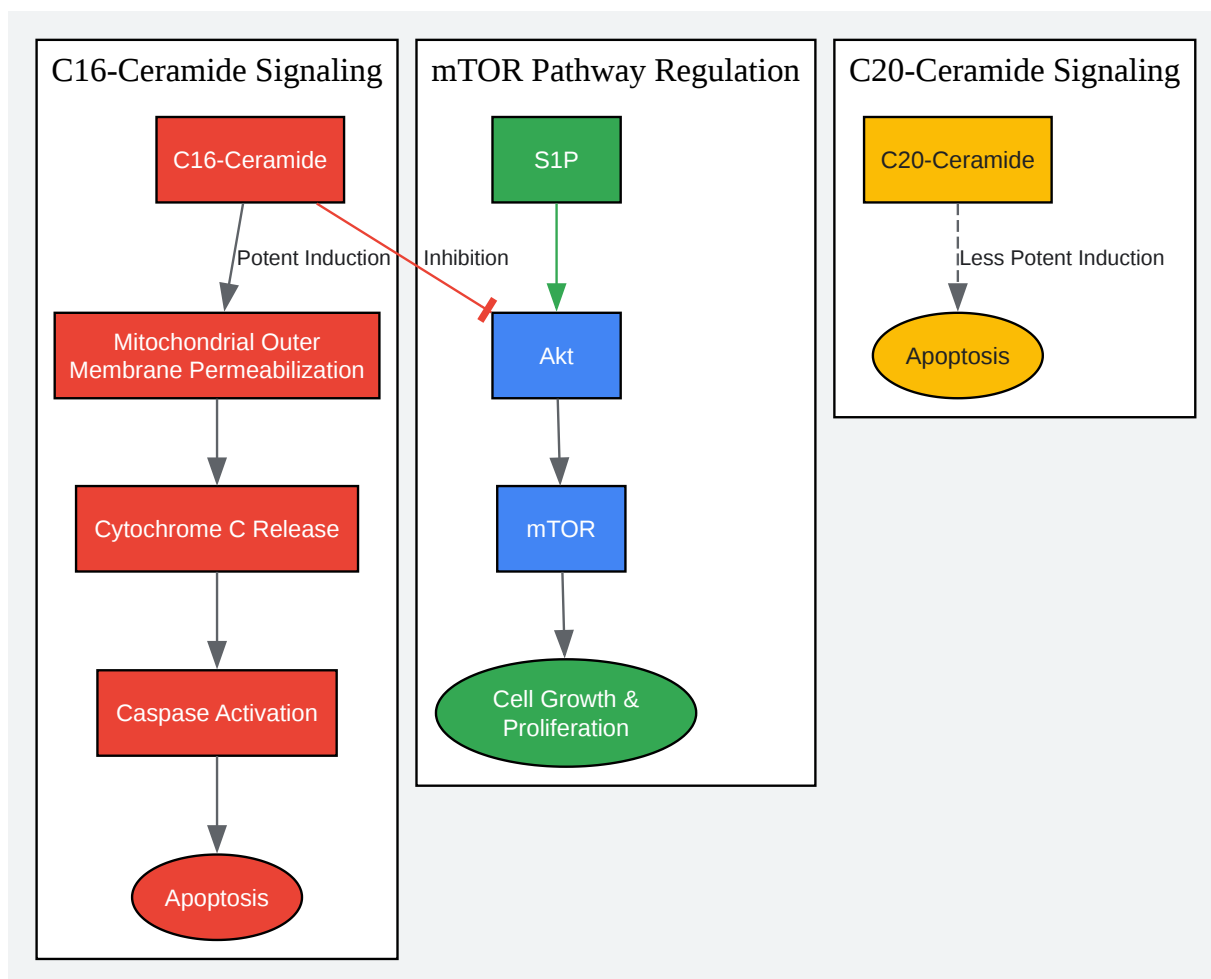 C16-Ceramide Signaling
C16-Ceramide
Potent Induction
Mitochondrial Outer
Membrane Permeabilization
Cytochrome C Release
Caspase Activation
Apoptosis
mTOR Pathway Regulation
S1P
Inhibition
Akt
mTOR
Cell Growth &
Proliferation
C20-Ceramide Signaling
C20-Ceramide
Less Potent Induction
Apoptosis